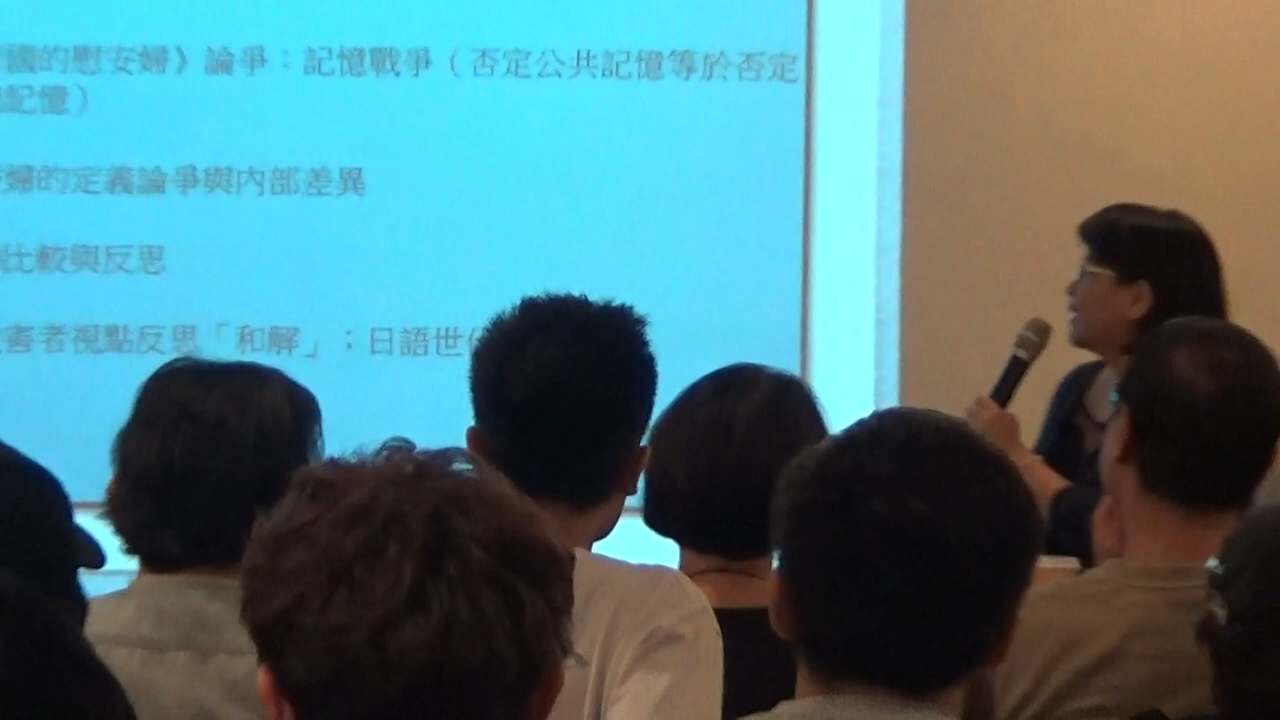 國的慰安婦》論爭：記憶戰爭（否定公共記憶等於否定
記憶）
婦的定義論爭與內部差異
比較與反思
害者視點反思「和解」；日語世